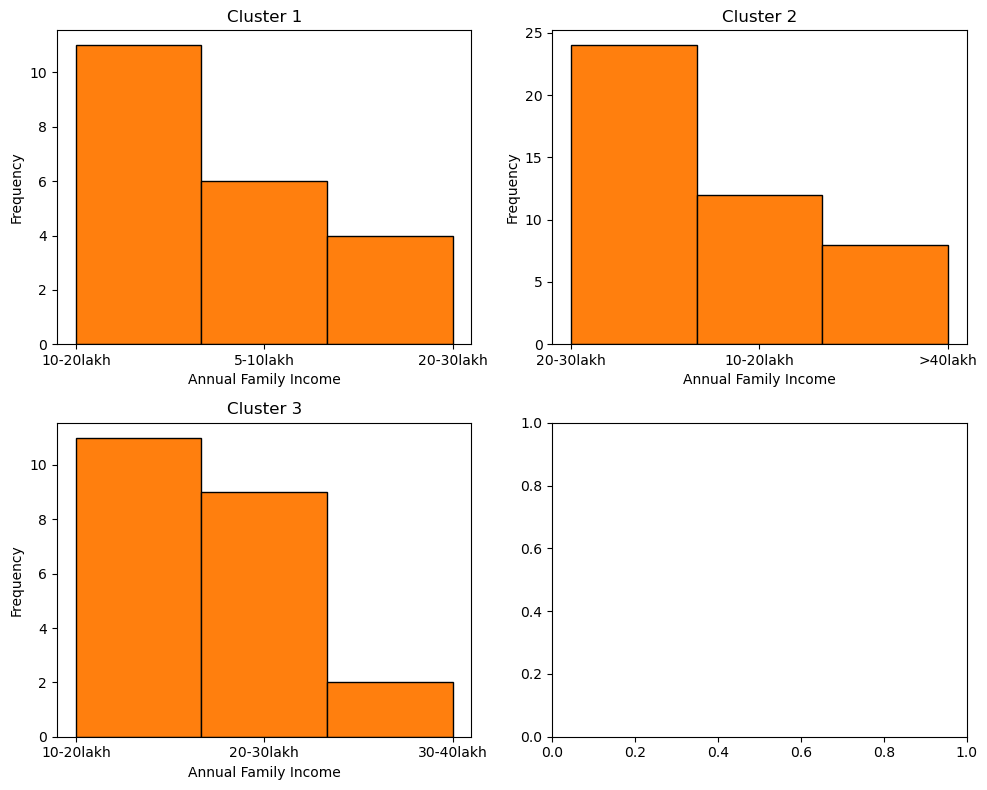 Cluster 1
10
8
6
4
2
0
Frequency
10-20lakh 5-10lakh 20-30lakh
Annual Family Income
Cluster 2
25
20
15
10
5
0
Frequency
20-30lakh 10-20lakh >40lakh
Annual Family Income
Cluster 3
10
8
6
4
2
0
Frequency
10-20lakh 20-30lakh 30-40lakh
Annual Family Income
1.0
0.8
0.6
0.4
0.2
0.0
0.0 0.2 0.4 0.6 0.8 1.0